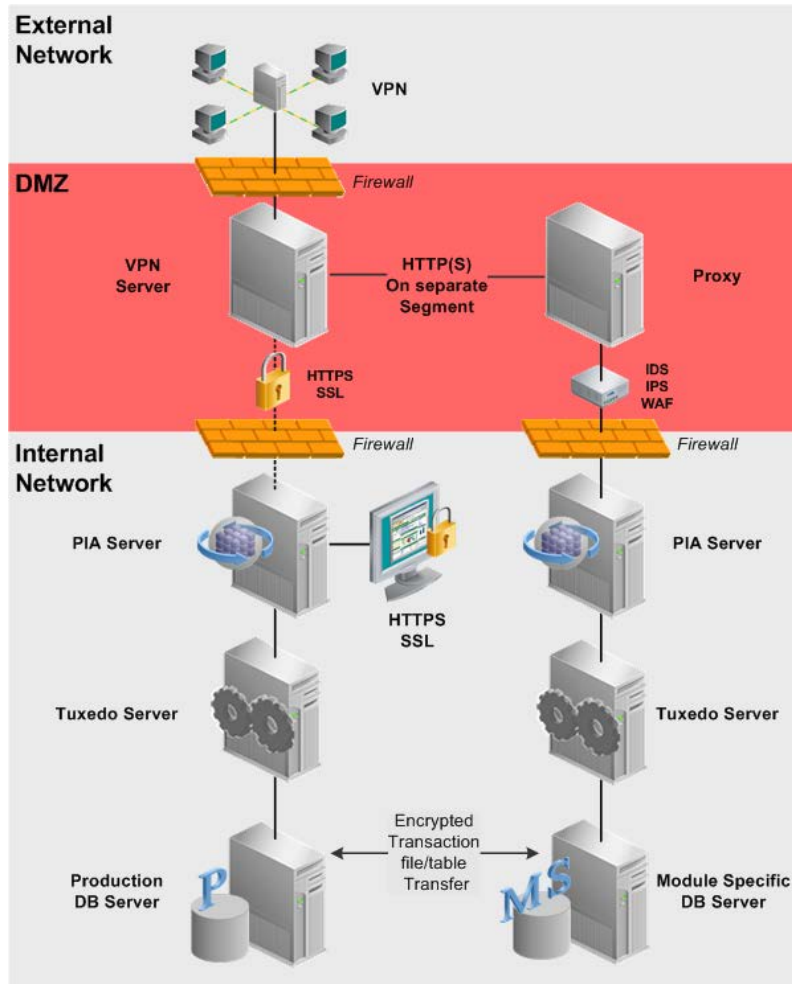 External
Network
VPN
DMZ
Firewall
VPN
Server
HTTP(S)
On separate
Segment
Proxy
HTTPS
SSL
IDS
IPS
WAF
Internal
Network
Firewall
Firewall
PIA Server
HTTPS
SSL
PIA Server
Tuxedo Server
Tuxedo Server
Encrypted
Transaction
file/table
Transfer
Production
DB Server
P
MS
Module Specific
DB Server